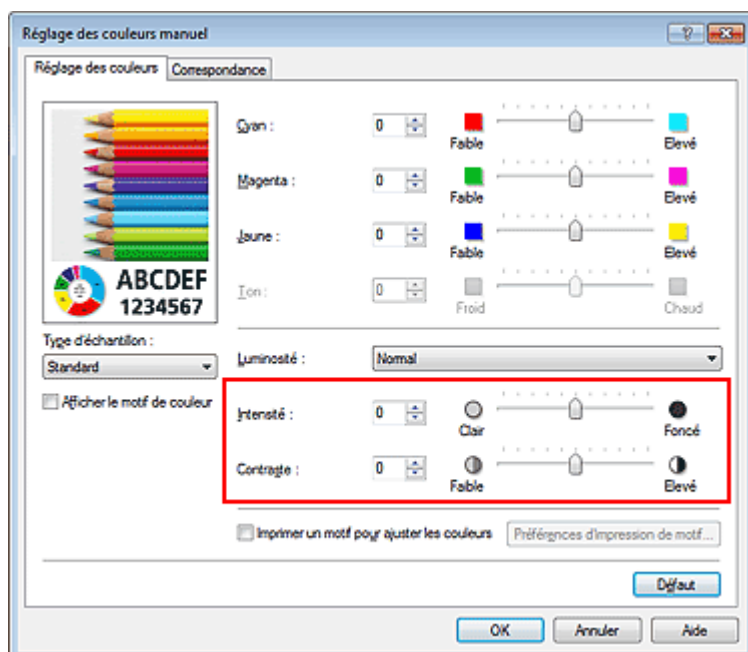 Réglage des couleurs manuel
Réglage des couleurs
Correspondance
ABCDEF
1234567
Type d'échantillon :
Standard
Afficher le motif de couleur
Cyan :
0
Faible
Elevé
Magenta :
0
Faible
Elevé
Jaune :
0
Faible
Elevé
Ton :
0
Froid
Chaud
Luminosité :
Normal
Intensité :
0
Clair
Foncé
Contraste :
0
Faible
Elevé
Imprimer un motif pour ajuster les couleurs
Préférences d'impression de motif...
Défaut
OK
Annuler
Aide